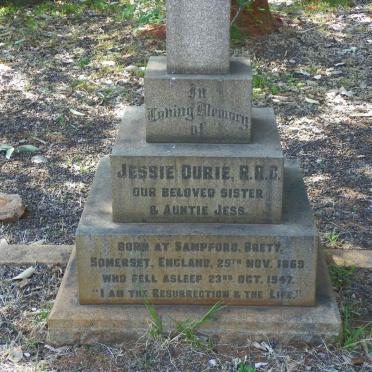 In
Loving Memory
of
JESSIE DURIE, R.R.C.
OUR BELOVED SISTER
& AUNTIE JESS.
BORN AT SAMPFORD, BRETT,
SOMERSET, ENGLAND, 25TH NOV. 1869
WHO FELL ASLEEP 23RD OCT. 1947.
"I AM THE RESURRECTION & THE LIFE."